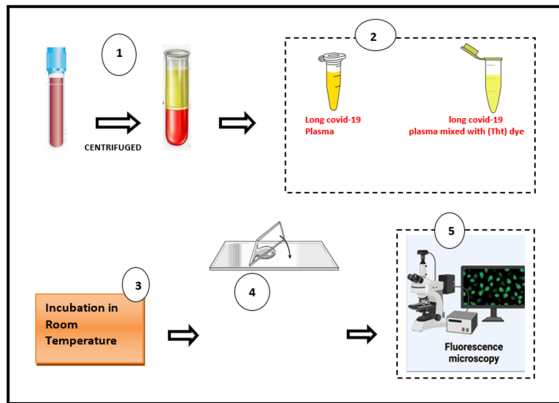 1
2
CENTRIFUGED
Long covid-19
Plasma
long covid-19
plasma mixed with (Tht) dye
3
Incubation in
Room
Temperature
4
5
Fluorescence
microscopy